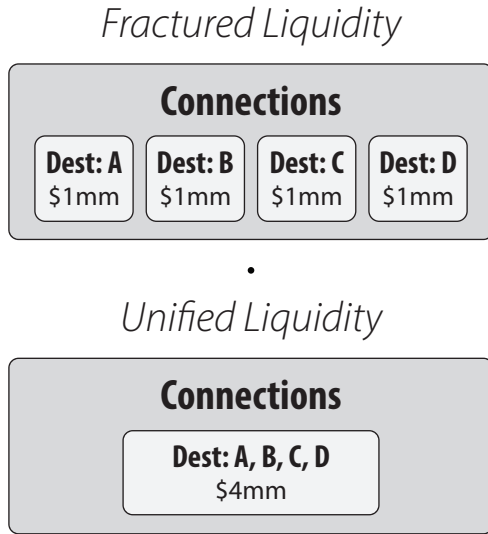 Fractured Liquidity
Connections
Dest: A Dest: B Dest: C Dest: D
$1mm $1mm $1mm $1mm
Unified Liquidity
Connections
Dest: A, B, C, D
$4mm